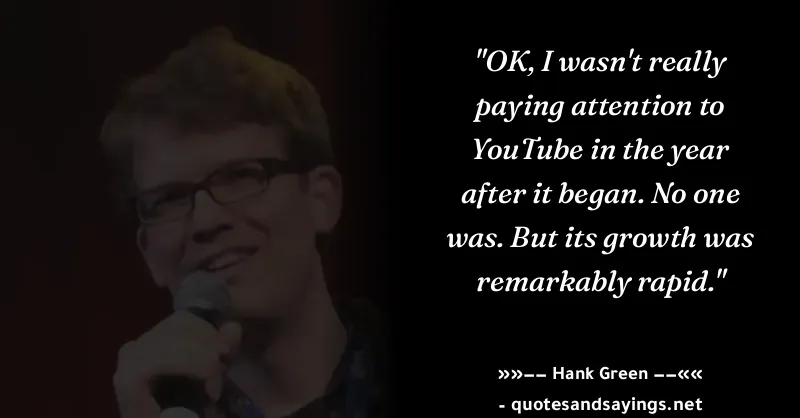 "OK, I wasn't really
paying attention to
YouTube in the year
after it began. No one
was. But its growth was
remarkably rapid."
»»−− Hank Green −−««
- quotesandsayings.net